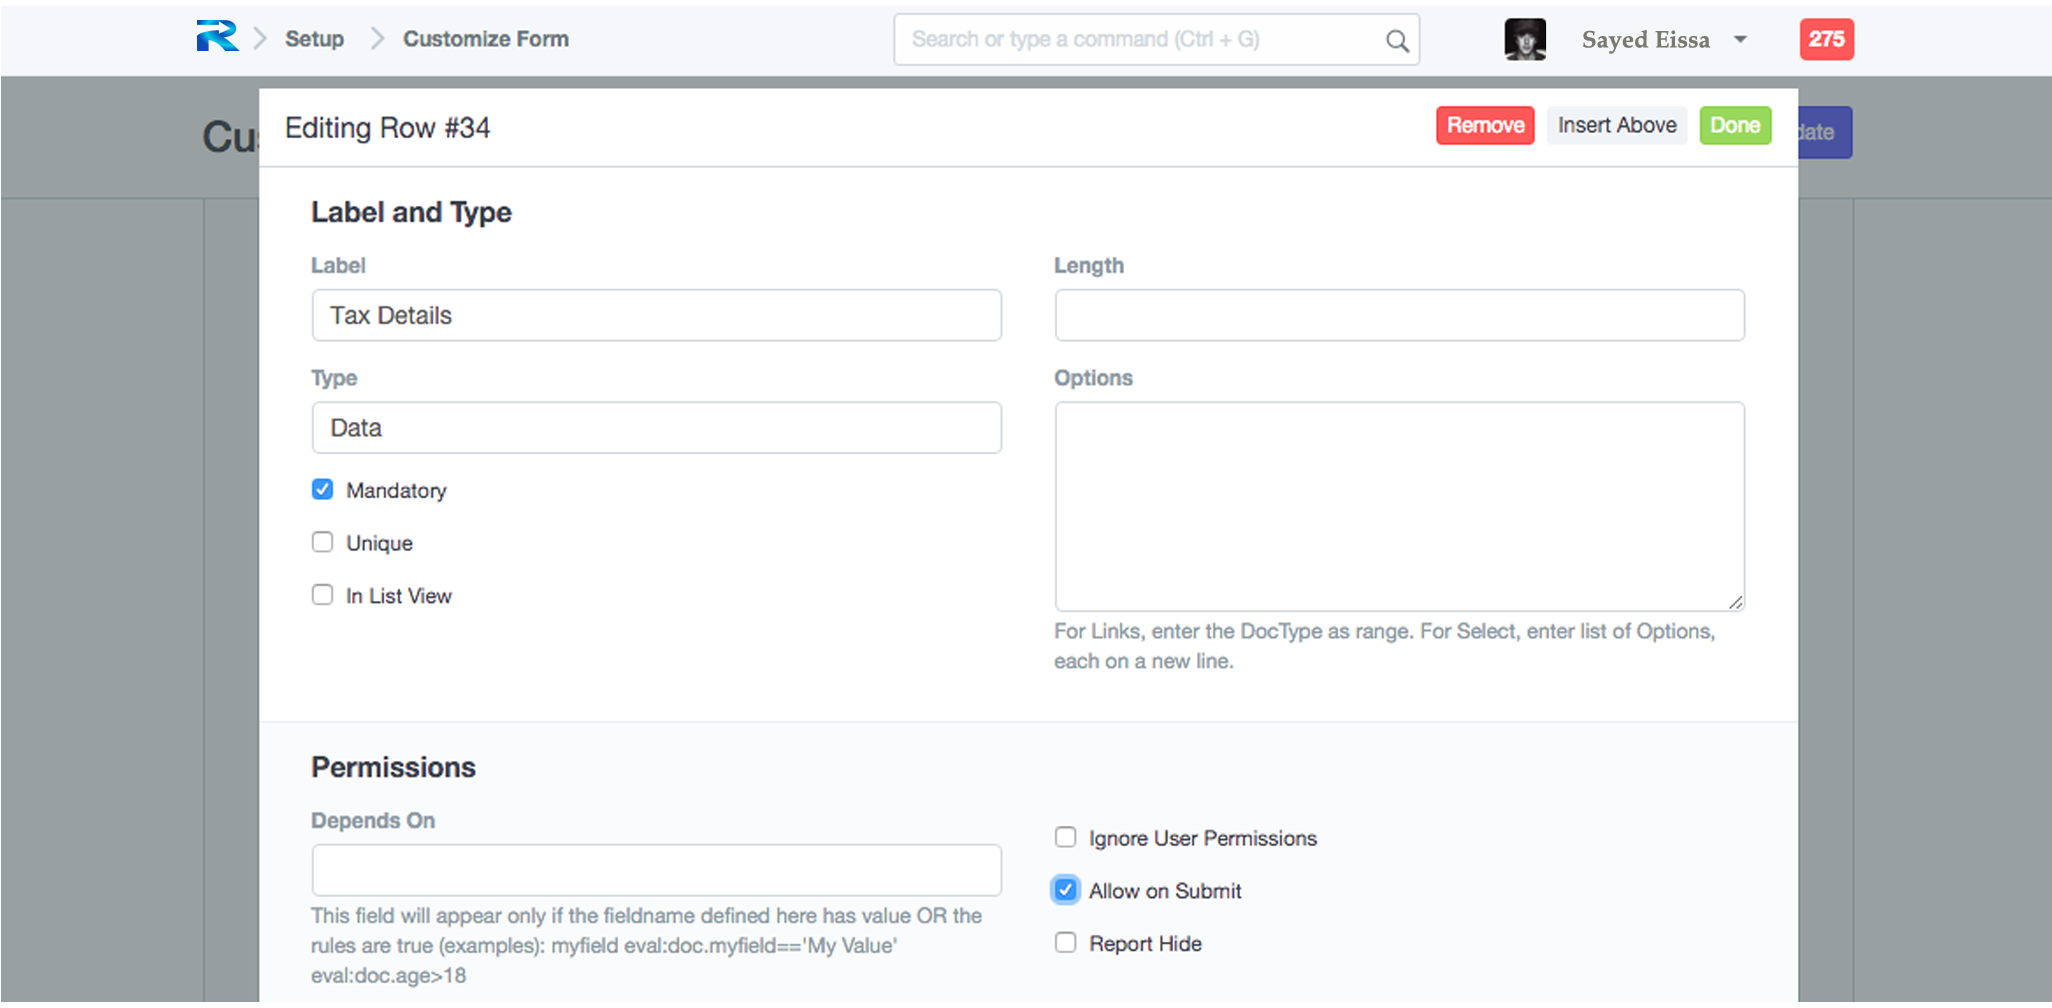 Setup
Customize Form
Search or type a command (Ctrl + G)
Sayed Eissa
275
Editing Row #34
Remove
Insert Above
Done
Label and Type
Label
Tax Details
Length
Type
Data
Options
Mandatory
Unique
In List View
For Links, enter the DocType as range. For Select, enter list of Options,
each on a new line.
Permissions
Depends On
This field will appear only if the fieldname defined here has value OR the
rules are true (examples): myfield eval:doc.myfield=='My Value'
eval:doc.age>18
Ignore User Permissions
Allow on Submit
Report Hide